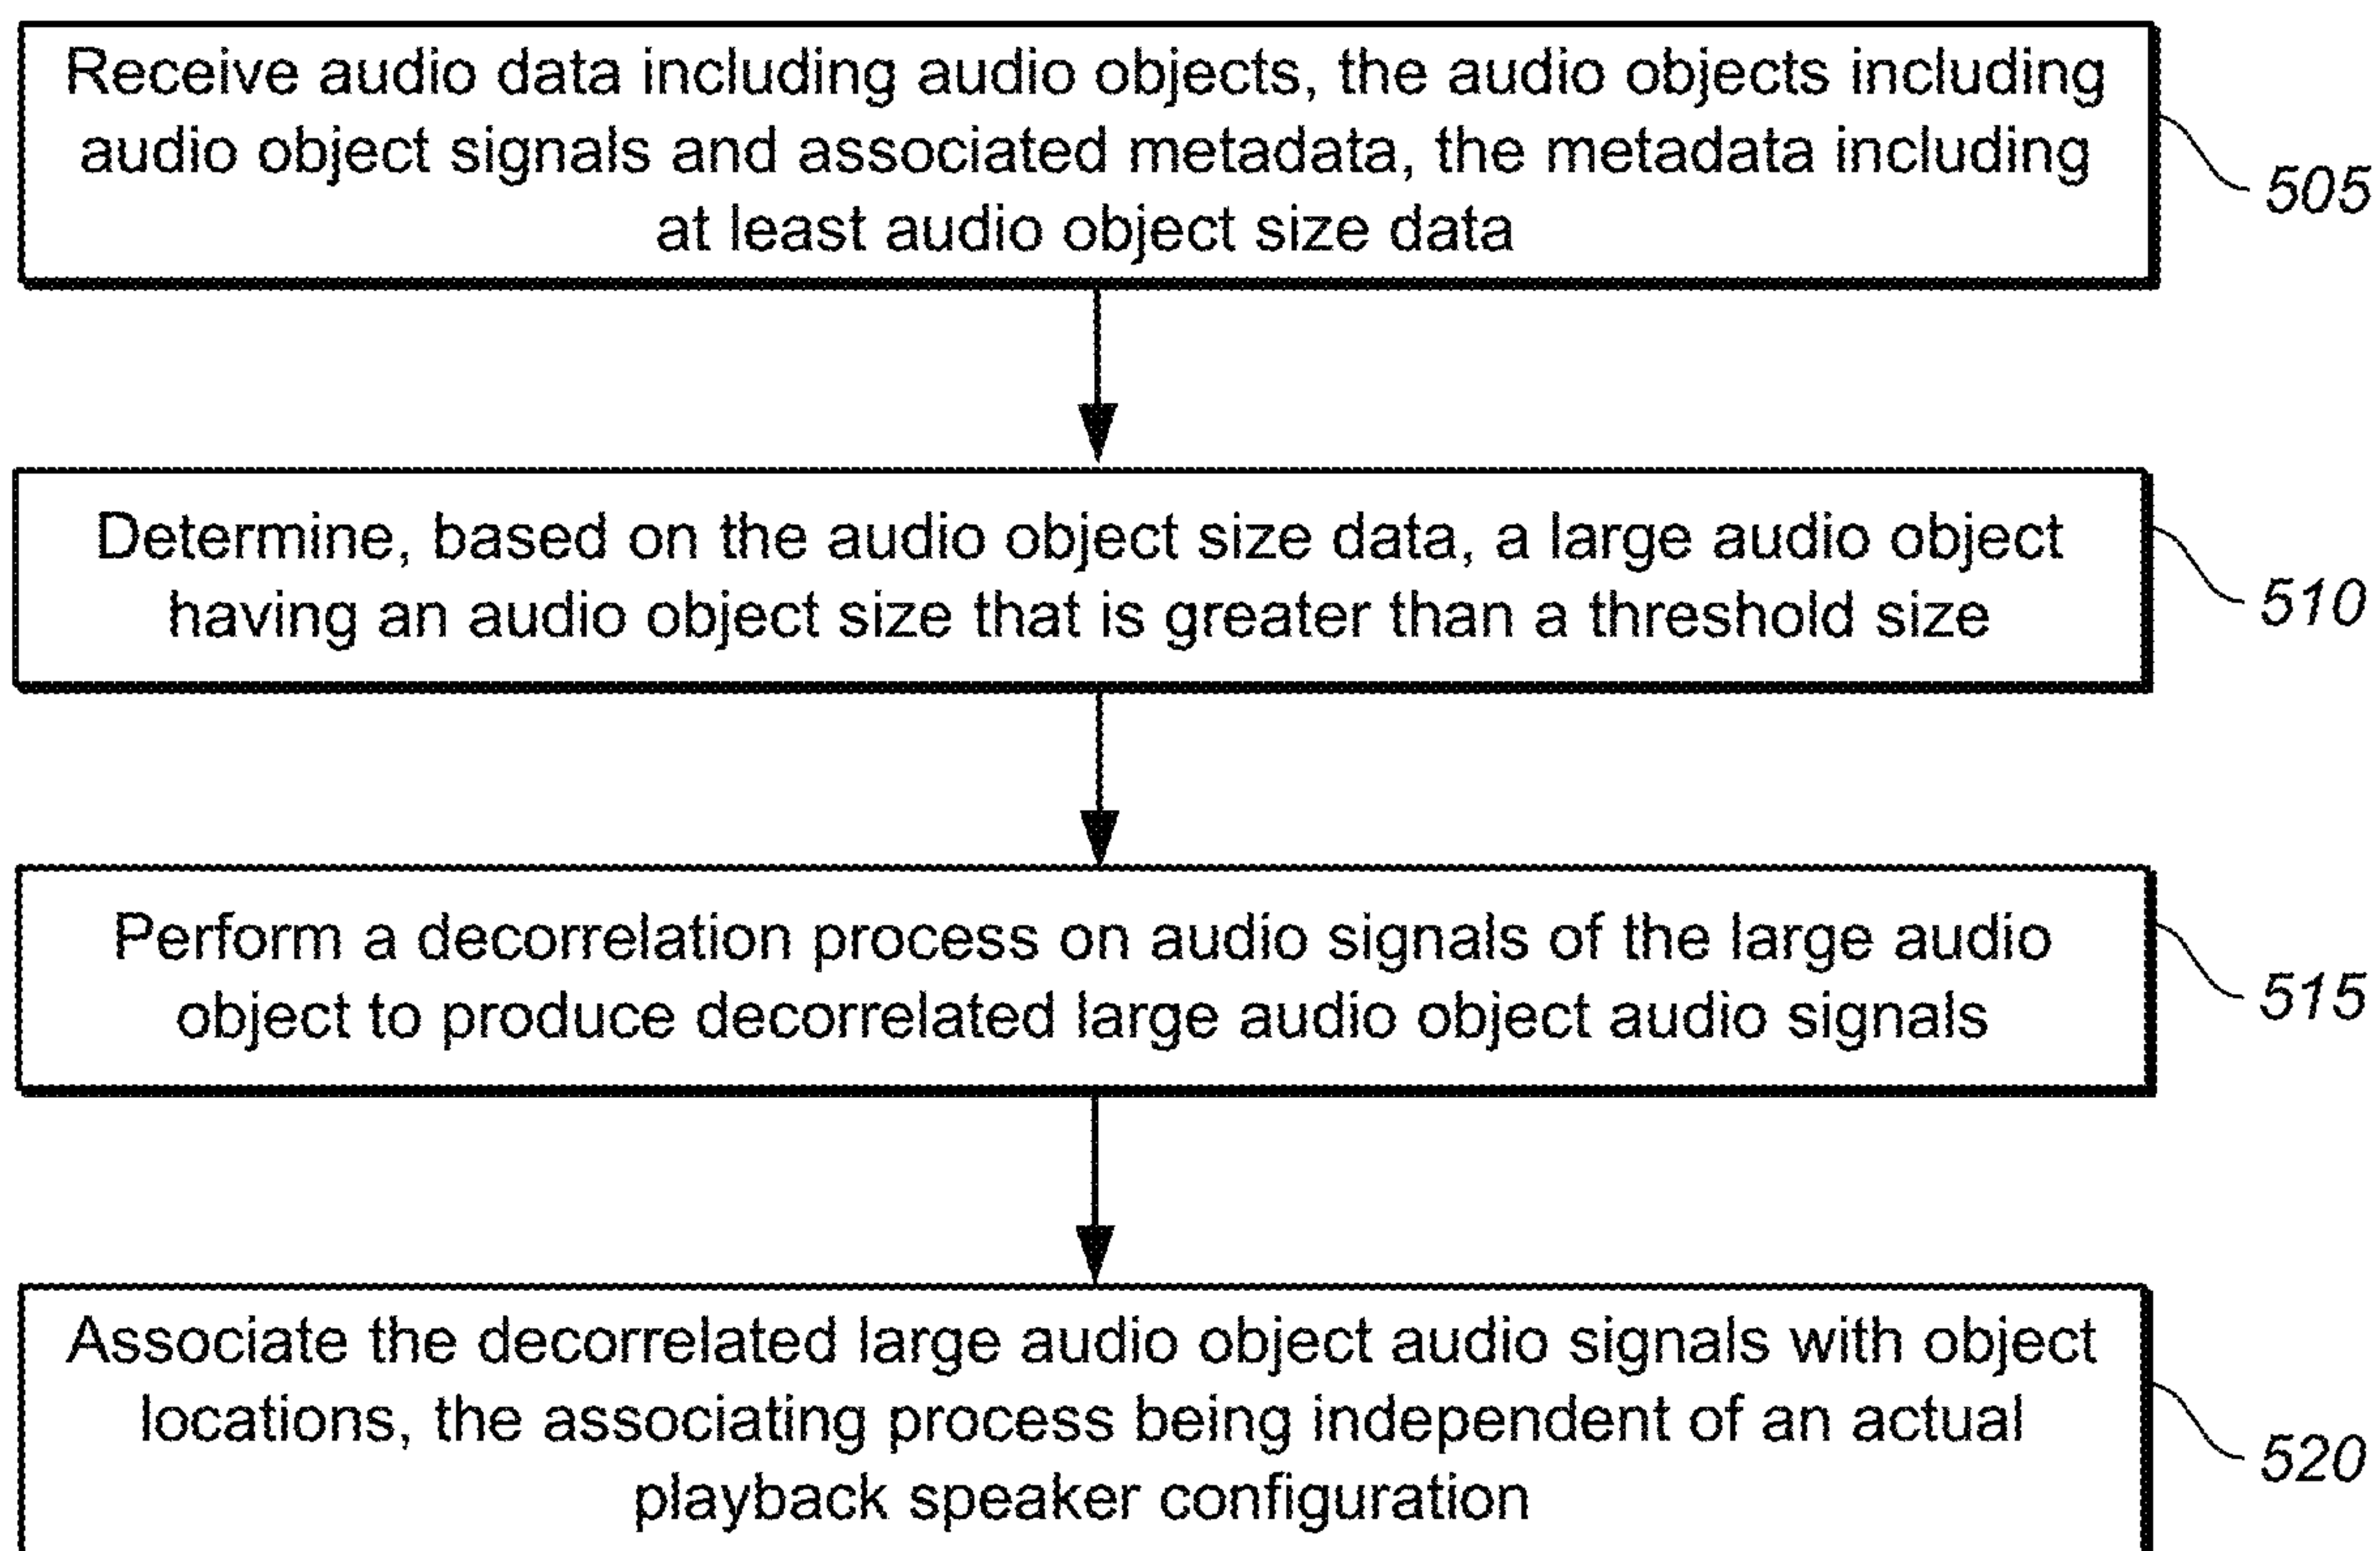 Receive audio data including audio objects, the audio objects including
audio object signals and associated metadata, the metadata including
at least audio object size data
505
Determine, based on the audio object size data, a large audio object
having an audio object size that is greater than a threshold size
510
Perform a decorrelation process on audio signals of the large audio
object to produce decorrelated large audio object audio signals
515
Associate the decorrelated large audio object audio signals with object
locations, the associating process being independent of an actual
playback speaker configuration
520